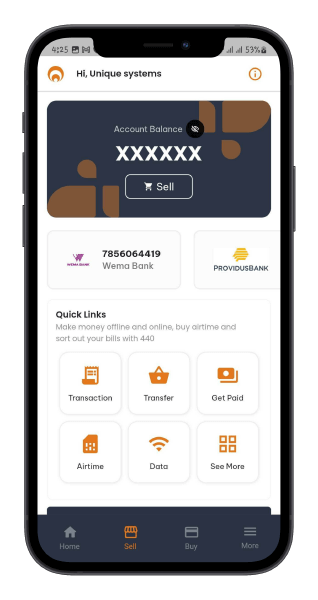 4:25 53%
Hi, Unique systems
Account Balance
XXXXXX
Sell
7856064419
Wema Bank
WEMA BANK
PROVIDUSBANK
Quick Links
Make money offline and online, buy airtime and
sort out your bills with 440
Transaction Transfer Get Paid
Airtime Data See More
Home Sell Buy More